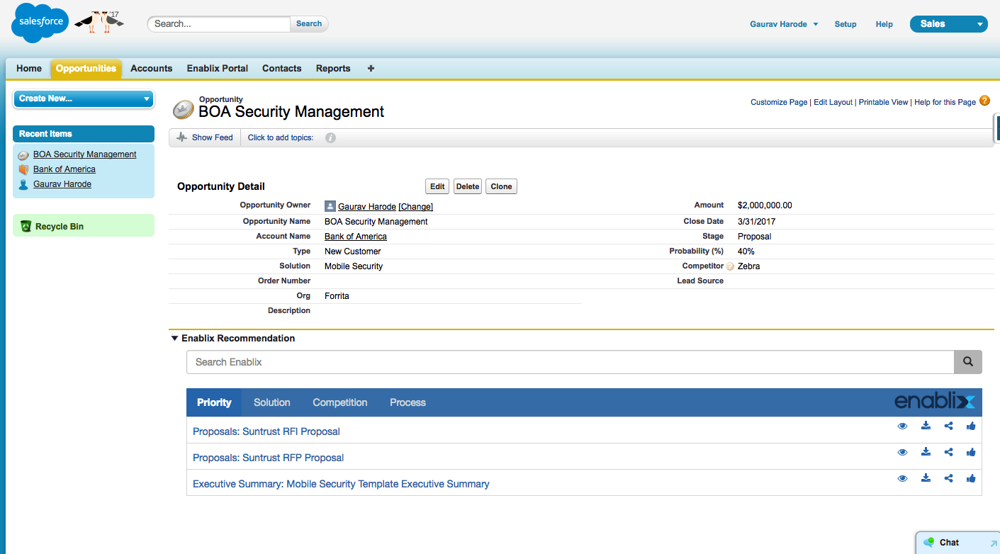 salesforce
'17
Search...
Search
Gaurav Harode
Setup
Help
Sales
Home
Opportunities
Accounts
Enablix Portal
Contacts
Reports
+
Create New...
Recent Items
BOA Security Management
Bank of America
Gaurav Harode
Recycle Bin
Opportunity
BOA Security Management
Customize Page | Edit Layout | Printable View | Help for this Page ?
Show Feed
Click to add topics: i
Opportunity Detail
Edit
Delete
Clone
Opportunity Owner Gaurav Harode [Change]
Amount $2,000,000.00
Opportunity Name BOA Security Management
Close Date 3/31/2017
Account Name Bank of America
Stage Proposal
Type New Customer
Probability (%) 40%
Solution Mobile Security
Competitor ? Zebra
Order Number
Lead Source
Org Forrita
Description
Enablix Recommendation
Search Enablix
Priority
Solution
Competition
Process
enablix
Proposals: Suntrust RFI Proposal
Proposals: Suntrust RFP Proposal
Executive Summary: Mobile Security Template Executive Summary
Chat